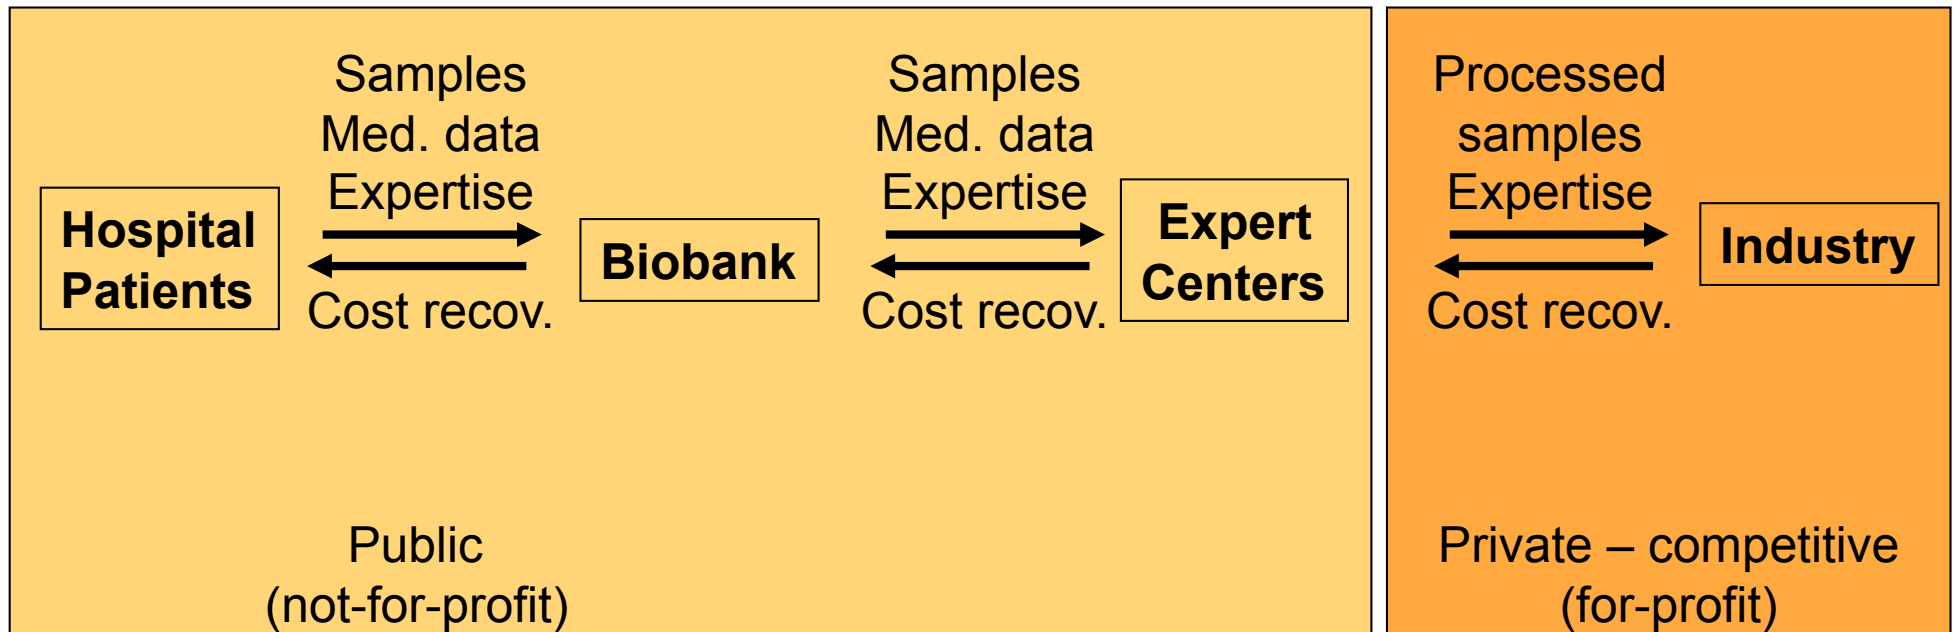 Samples
Med. data
Expertise
Samples
Med. data
Expertise
Processed
samples
Expertise
Hospital
Patients
Biobank
Expert
Centers
Industry
Cost recov.
Cost recov.
Cost recov.
Public
(not-for-profit)
Private – competitive
(for-profit)